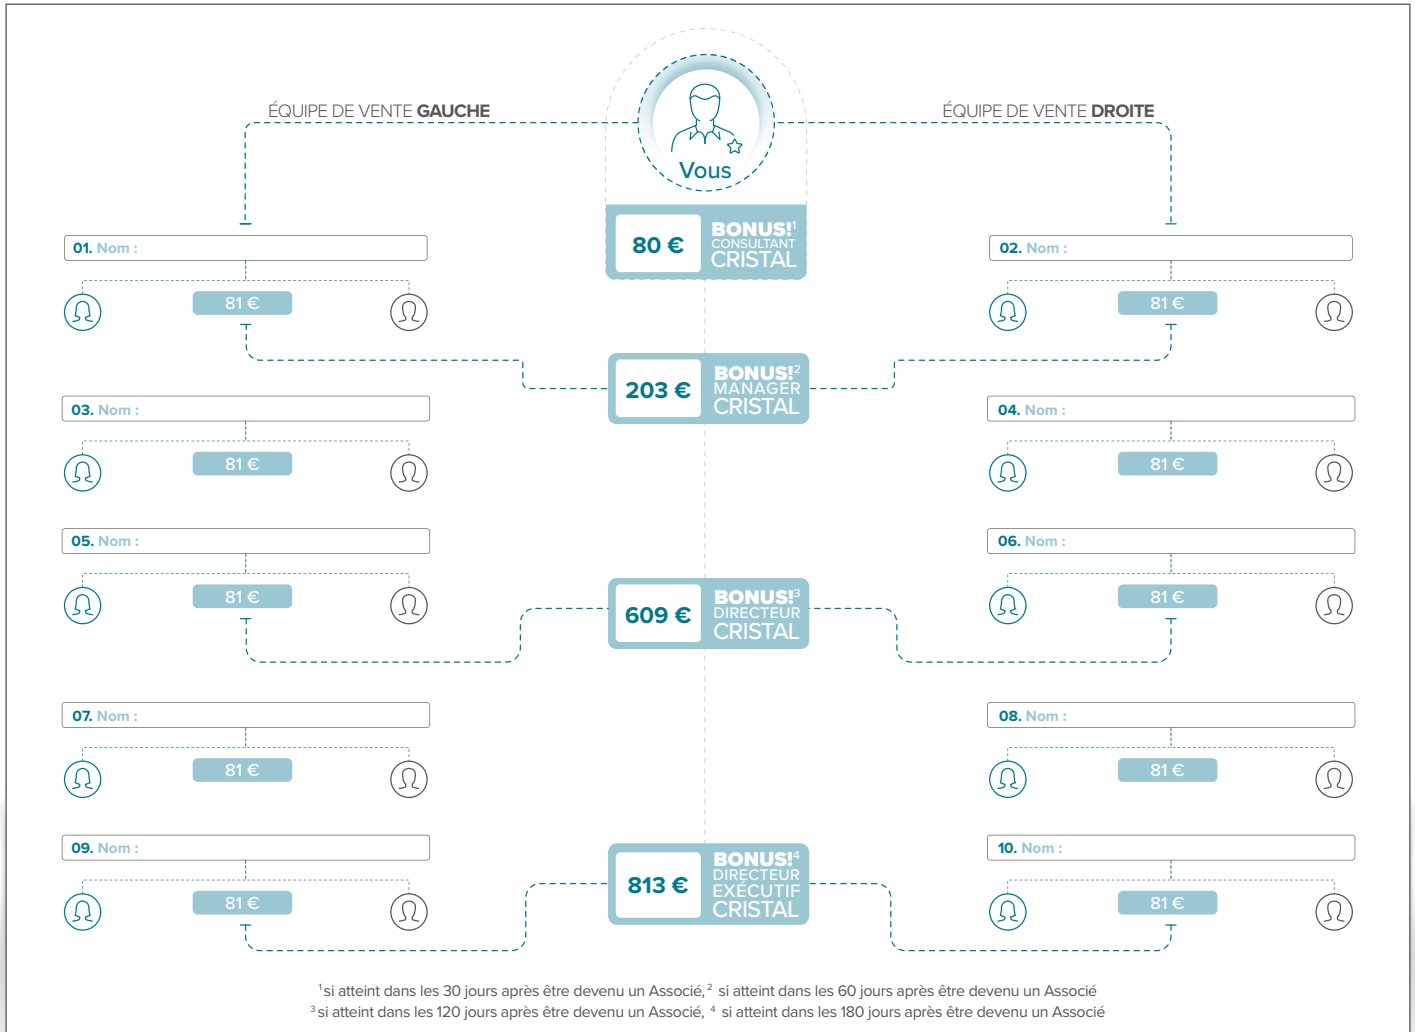 ÉQUIPE DE VENTE GAUCHE
ÉQUIPE DE VENTE DROITE
Vous
80 €
BONUS!¹
CONSULTANT
CRISTAL
01. Nom :
81 €
02. Nom :
81 €
203 €
BONUS!²
MANAGER
CRISTAL
03. Nom :
81 €
04. Nom :
81 €
05. Nom :
81 €
06. Nom :
81 €
609 €
BONUS!³
DIRECTEUR
CRISTAL
07. Nom :
81 €
08. Nom :
81 €
09. Nom :
81 €
10. Nom :
81 €
813 €
BONUS!⁴
DIRECTEUR
EXÉCUTIF
CRISTAL
¹ si atteint dans les 30 jours après être devenu un Associé, ² si atteint dans les 60 jours après être devenu un Associé
³ si atteint dans les 120 jours après être devenu un Associé, ⁴ si atteint dans les 180 jours après être devenu un Associé